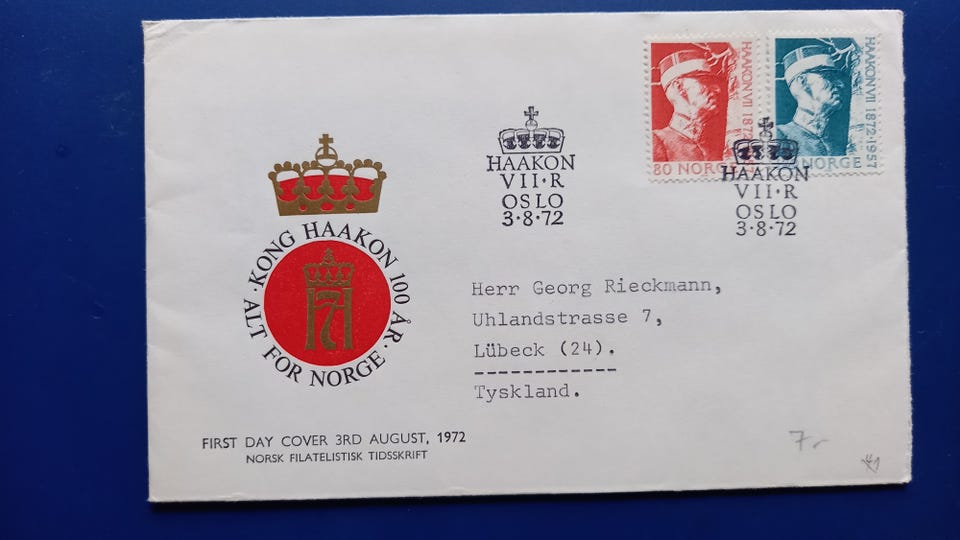 HAAKON VII 1872-1957
80 NORGE
HAAKON VII 1872-1957
NORGE
HAAKON
VII·R
OSLO
3·8·72
HAAKON
VII·R
OSLO
3·8·72
·KONG HAAKON 100 ÅR·
ALT FOR NORGE
H7
Herr Georg Rieckmann,
Uhlandstrasse 7,
Lübeck (24).
------------
Tyskland.
FIRST DAY COVER 3RD AUGUST, 1972
NORSK FILATELISTISK TIDSSKRIFT
7-